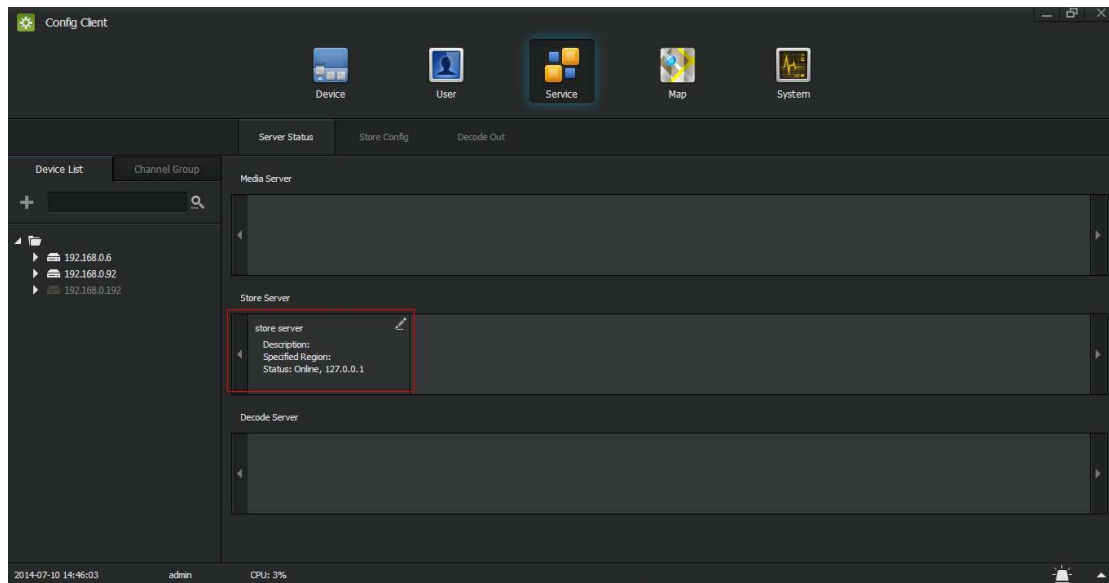 Config Client
Device
User
Service
Map
System
Server Status
Store Config
Decode Out
Device List
Channel Group
192.168.0.6
192.168.0.92
192.168.0.192
Media Server
Store Server
store server
Description:
Specified Region:
Status: Online, 127.0.0.1
Decode Server
2014-07-10 14:46:03
admin
CPU: 3%